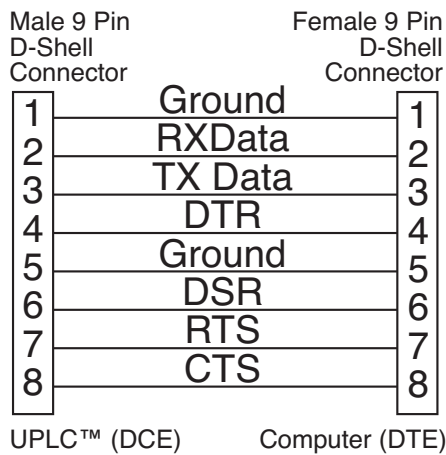 Male 9 Pin
D-Shell
Connector
Female 9 Pin
D-Shell
Connector
1 Ground 1
2 RXData 2
3 TX Data 3
4 DTR 4
5 Ground 5
6 DSR 6
7 RTS 7
8 CTS 8
UPLC™ (DCE) Computer (DTE)